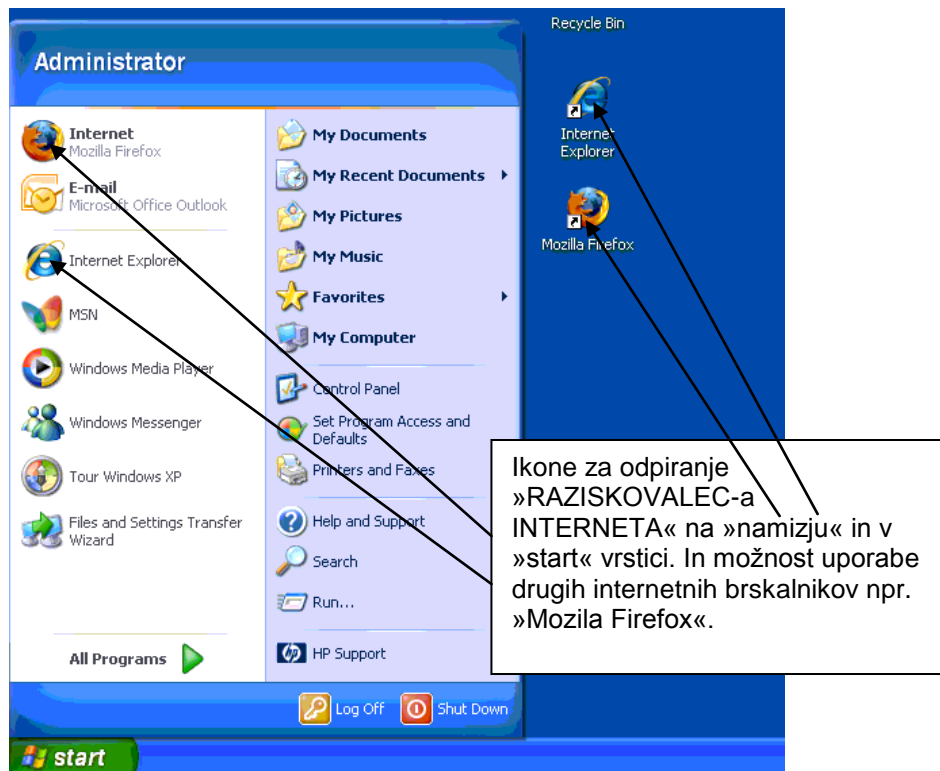 Administrator
Internet
Mozilla Firefox
E-mail
Microsoft Office Outlook
Internet Explorer
MSN
Windows Media Player
Windows Messenger
Tour Windows XP
Files and Settings Transfer
Wizard
All Programs
My Documents
My Recent Documents
My Pictures
My Music
Favorites
My Computer
Control Panel
Set Program Access and
Defaults
Printers and Faxes
Help and Support
Search
Run...
HP Support
Log Off
Shut Down
start
Recycle Bin
Internet
Explorer
Mozilla Firefox
Ikone za odpiranje
»RAZISKOVALEC-a
INTERNETA« na »namizju« in v
»start« vrstici. In možnost uporabe
drugih internetnih brskalnikov npr.
»Mozila Firefox«.